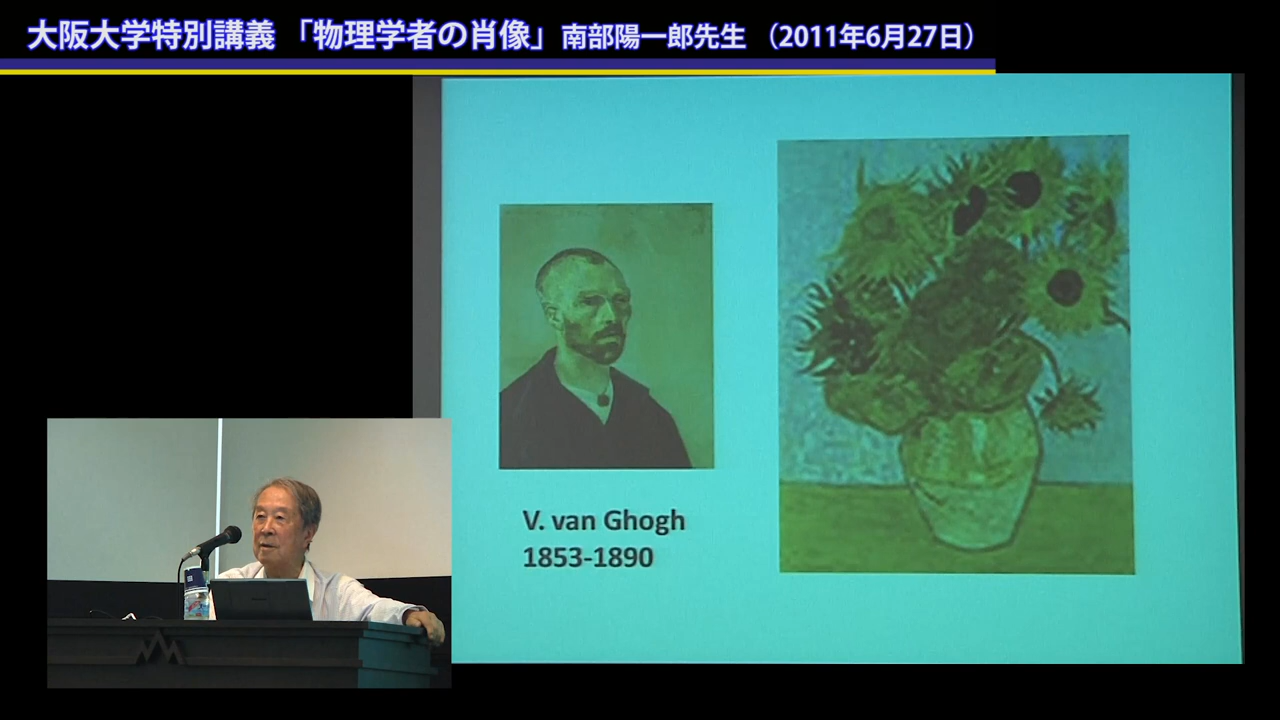 大阪大学特別講義 「物理学者の肖像」 南部陽一郎先生 （2011年6月27日）
V. van Ghogh
1853-1890